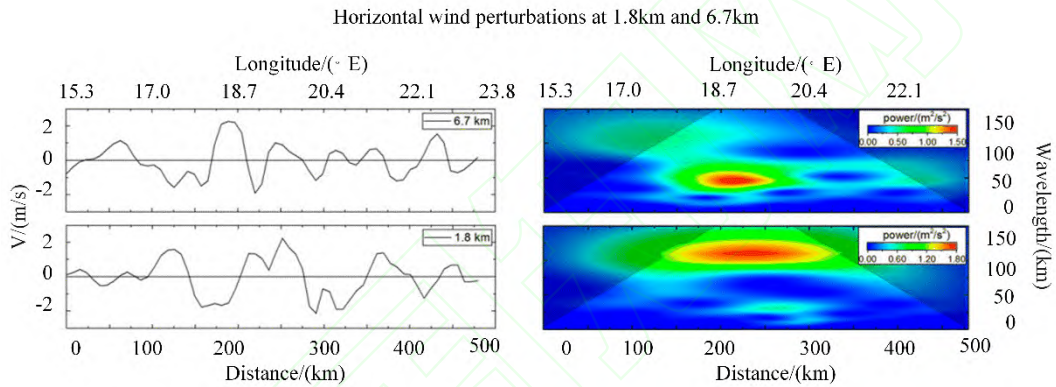 Horizontal wind perturbations at 1.8km and 6.7km
Longitude/(° E)
15.3 17.0 18.7 20.4 22.1 23.8
2
0
-2
6.7 km
2
0
-2
1.8 km
V/(m/s)
0 100 200 300 400 500
Distance/(km)
Longitude/(° E)
15.3 17.0 18.7 20.4 22.1
power/(m²/s²)
0.00 0.50 1.00 1.50
150
100
50
0
power/(m²/s²)
0.00 0.60 1.20 1.80
150
100
50
0
Wavelength/(km)
0 100 200 300 400 500
Distance/(km)